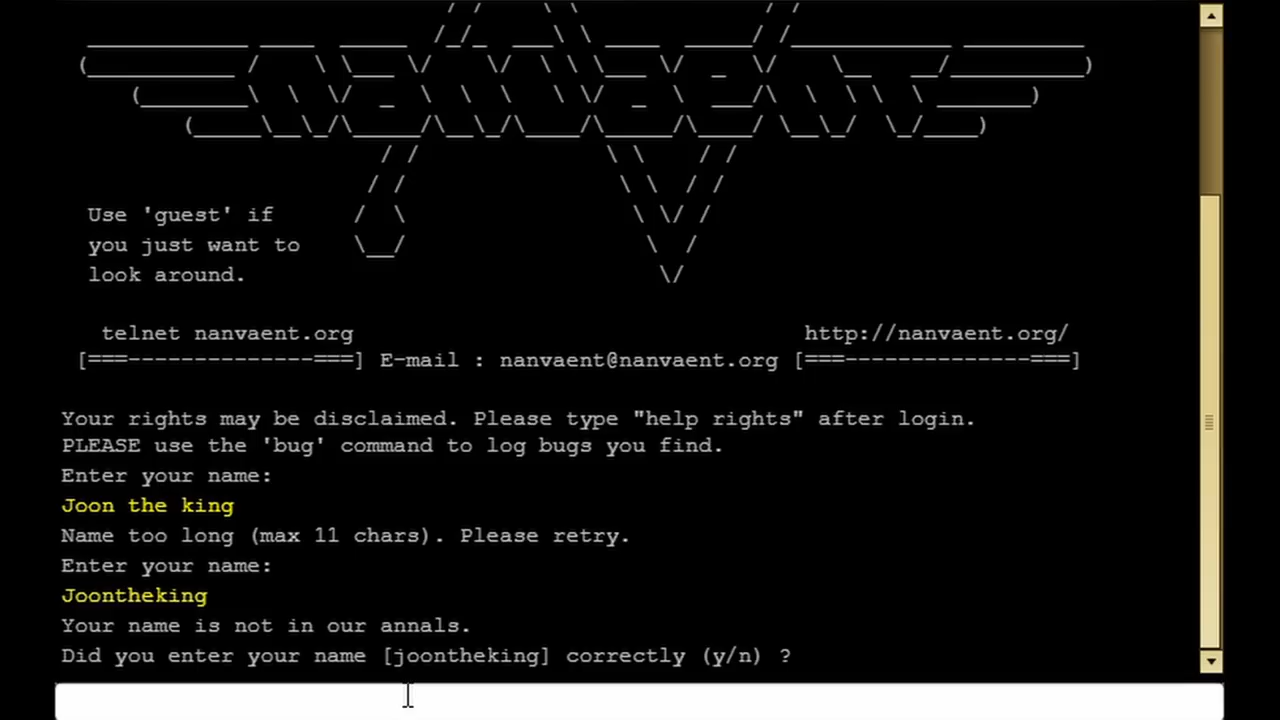 nanvaent
Use 'guest' if
you just want to
look around.
telnet nanvaent.org http://nanvaent.org/
[===--------------===] E-mail : nanvaent@nanvaent.org [===--------------===]
Your rights may be disclaimed. Please type "help rights" after login.
PLEASE use the 'bug' command to log bugs you find.
Enter your name:
Joon the king
Name too long (max 11 chars). Please retry.
Enter your name:
Joontheking
Your name is not in our annals.
Did you enter your name [joontheking] correctly (y/n) ?